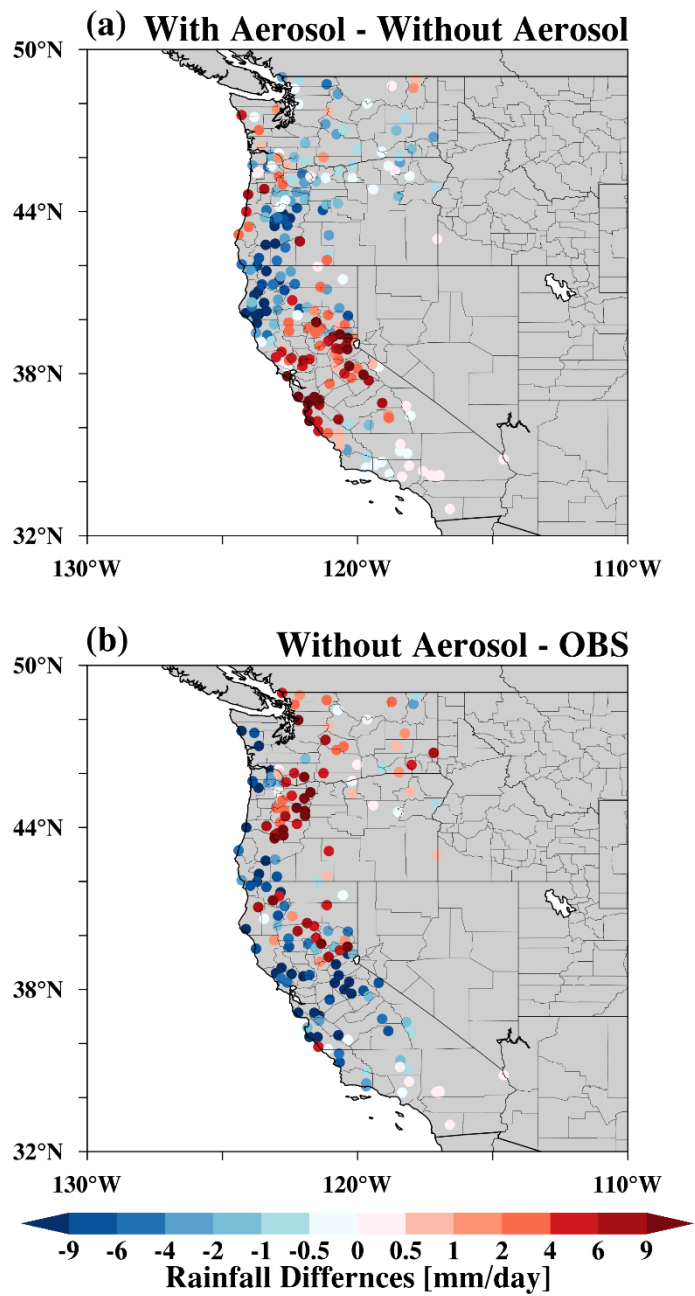 (a) With Aerosol - Without Aerosol
50°N
44°N
38°N
32°N
130°W 120°W 110°W
(b) Without Aerosol - OBS
50°N
44°N
38°N
32°N
130°W 120°W 110°W
-9 -6 -4 -2 -1 -0.5 0 0.5 1 2 4 6 9
Rainfall Differnces [mm/day]